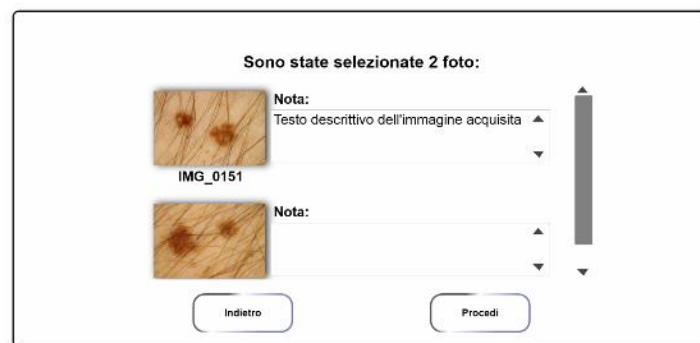 Sono state selezionate 2 foto:
Nota:
Testo descrittivo dell'immagine acquisita
IMG_0151
Nota:
Indietro
Procedi